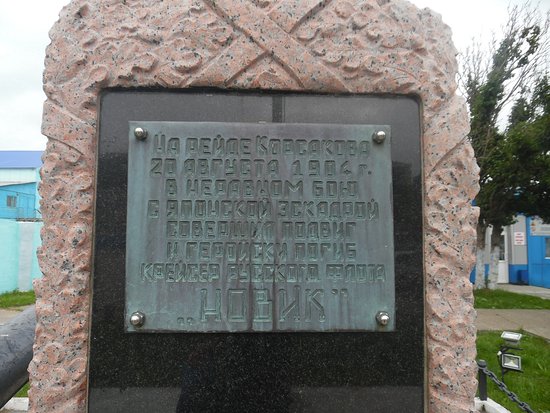 На рейде Корсакова
20 августа 1904 г.
в неравном бою
с японской эскадрой
совершил подвиг
и геройски погиб
крейсер русского флота
„Новик"